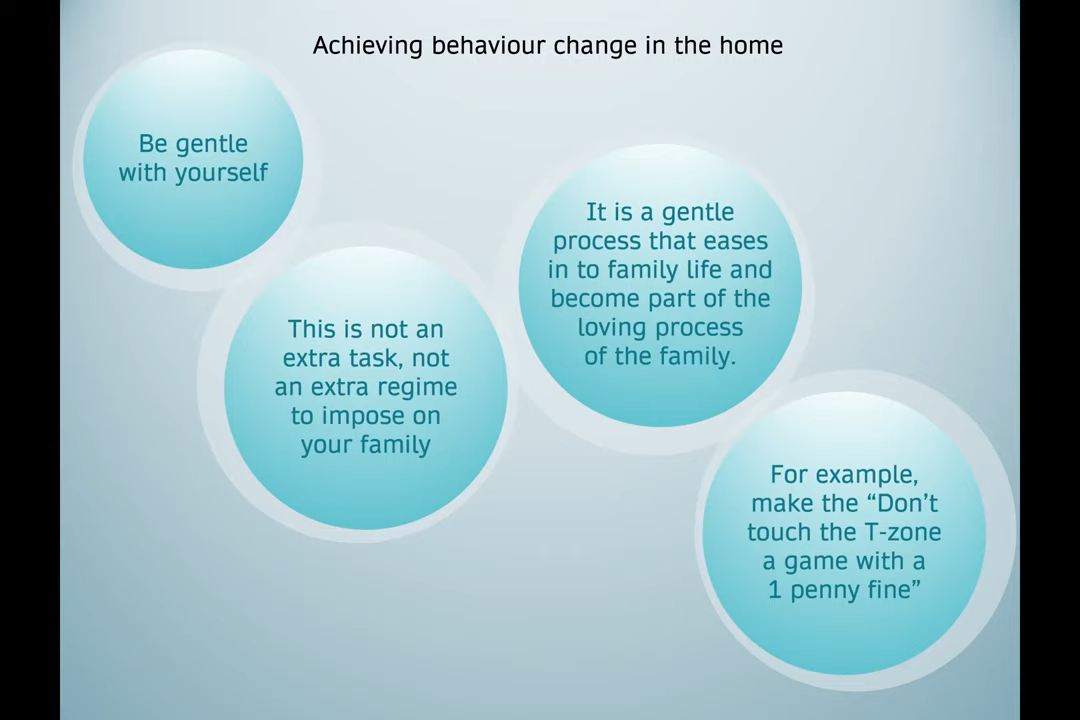 Achieving behaviour change in the home
Be gentle
with yourself
This is not an
extra task, not
an extra regime
to impose on
your family
It is a gentle
process that eases
in to family life and
become part of the
loving process
of the family.
For example,
make the “Don’t
touch the T-zone
a game with a
1 penny fine”